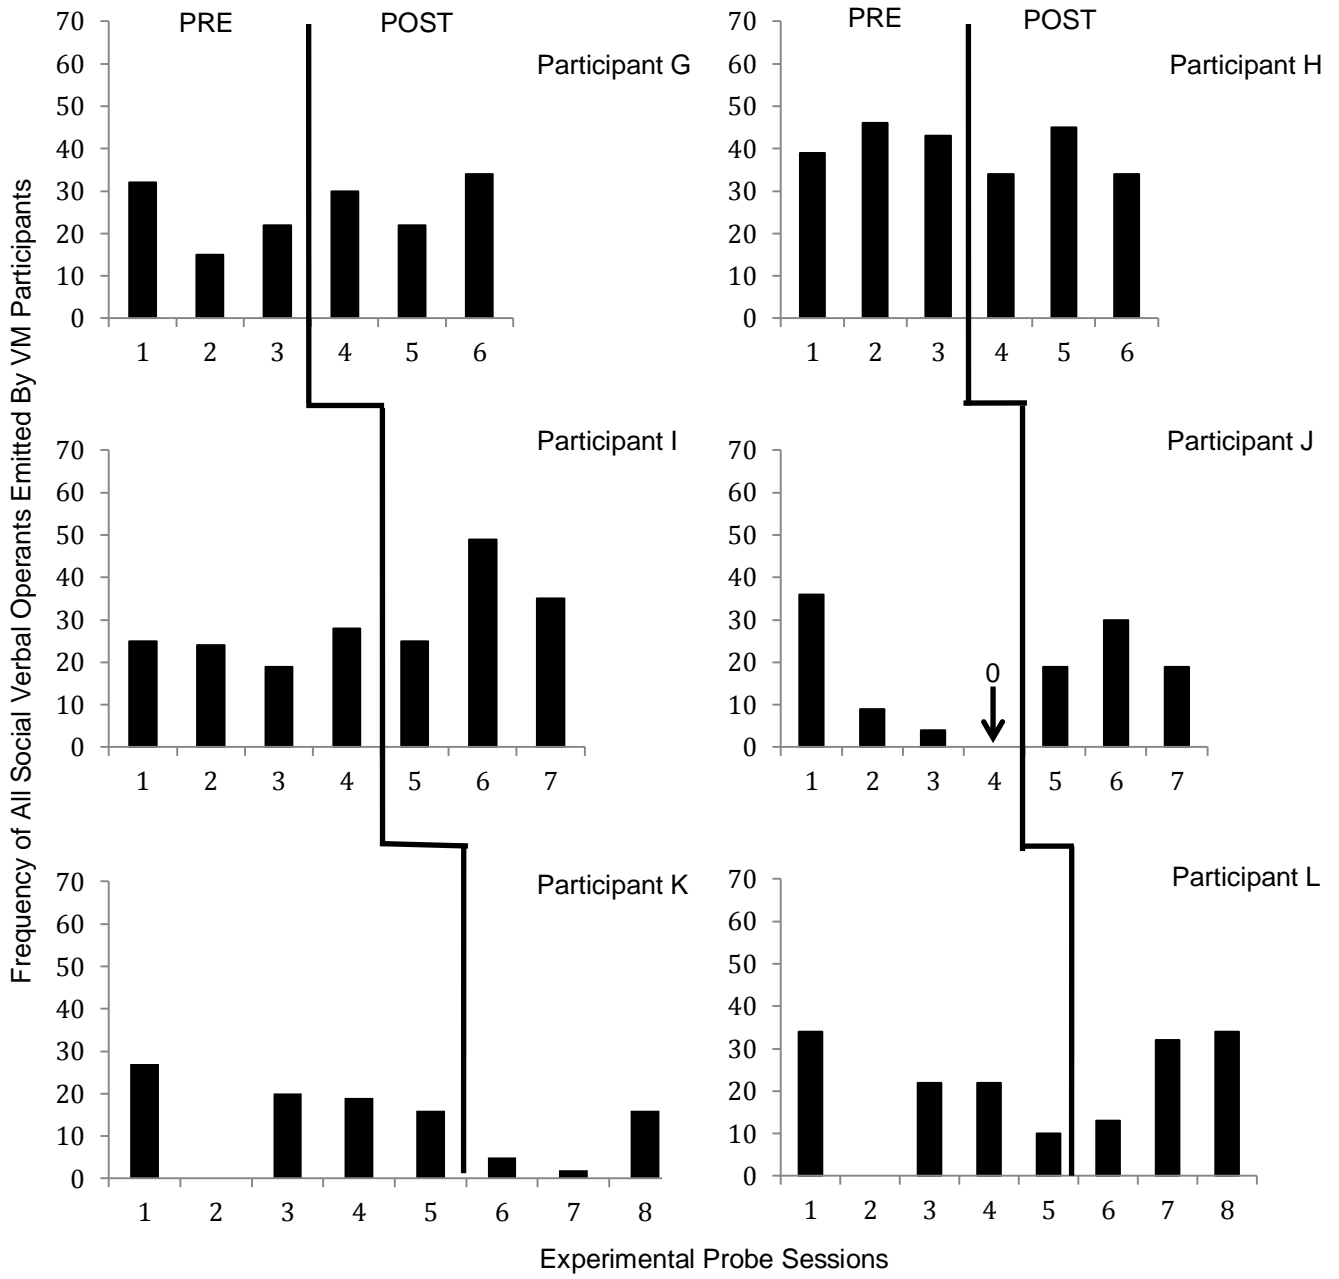 Frequency of All Social Verbal Operants Emitted By VM Participants
PRE
POST
Participant G
70
60
50
40
30
20
10
0
1 2 3 4 5 6
PRE
POST
Participant H
70
60
50
40
30
20
10
0
1 2 3 4 5 6
Participant I
70
60
50
40
30
20
10
0
1 2 3 4 5 6 7
Participant J
70
60
50
40
30
20
10
0
0
1 2 3 4 5 6 7
Participant K
70
60
50
40
30
20
10
0
1 2 3 4 5 6 7 8
Participant L
70
60
50
40
30
20
10
0
1 2 3 4 5 6 7 8
Experimental Probe Sessions